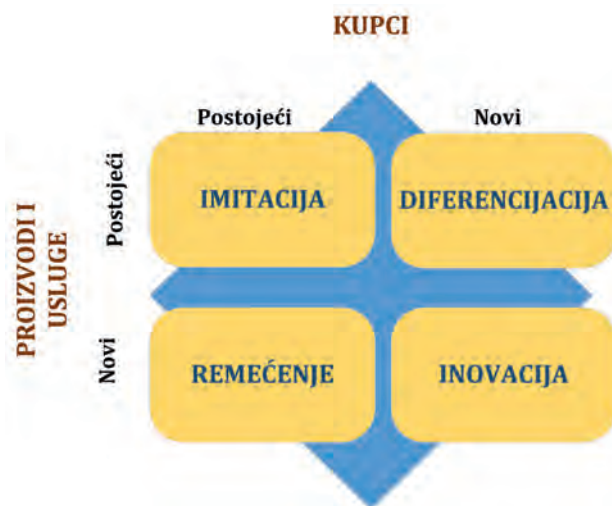 KUPCI
Postojeći Novi
PROIZVODI I
USLUGE
Postojeći
IMITACIJA DIFERENCIJACIJA
Novi
REMEĆENJE INOVACIJA